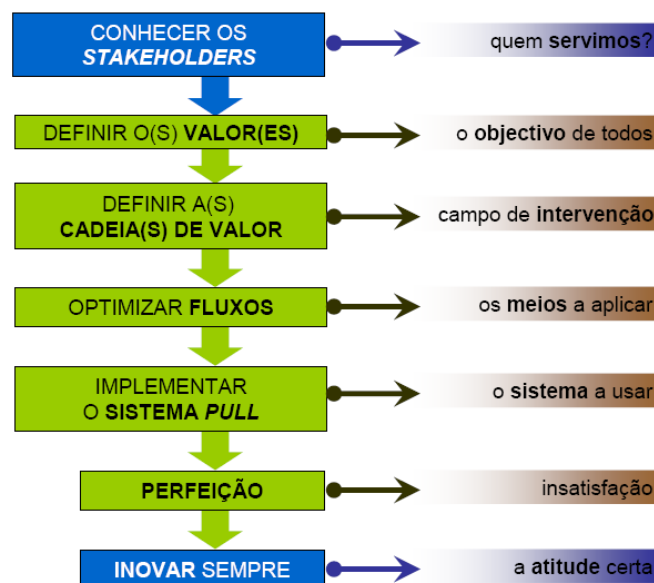 CONHECER OS
STAKEHOLDERS
quem servimos?
DEFINIR O(S) VALOR(ES)
o objectivo de todos
DEFINIR A(S)
CADEIA(S) DE VALOR
campo de intervenção
OPTIMIZAR FLUXOS
os meios a aplicar
IMPLEMENTAR
O SISTEMA PULL
o sistema a usar
PERFEIÇÃO
insatisfação
INOVAR SEMPRE
a atitude certa